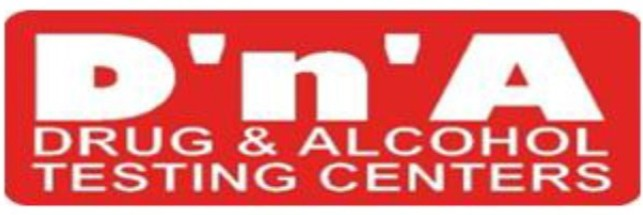 D'n'A
DRUG & ALCOHOL
TESTING CENTERS